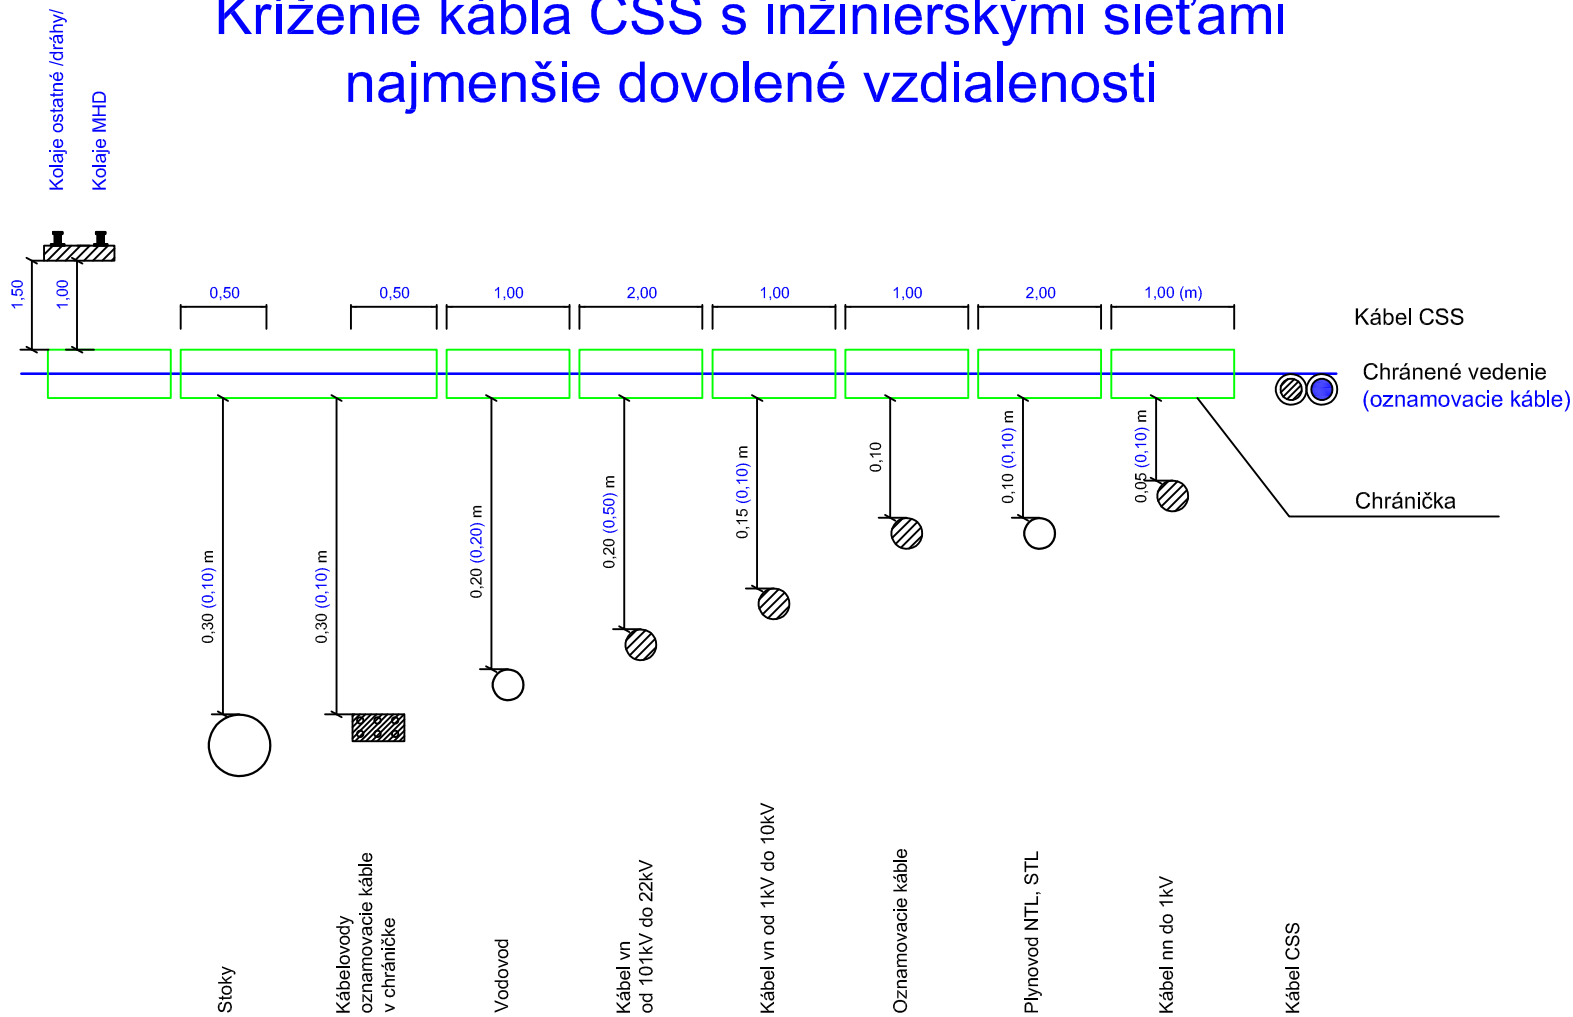 Kríženie kábla CSS s inžinierskými sieťami
najmenšie dovolené vzdialenosti
Kolaje ostatné /dráhy/
Kolaje MHD
1,50
1,00
0,50
0,50
1,00
2,00
1,00
1,00
2,00
1,00 (m)
Kábel CSS
Chránené vedenie
(oznamovacie káble)
Chránička
0,30 (0,10) m
0,30 (0,10) m
0,20 (0,20) m
0,20 (0,50) m
0,15 (0,10) m
0,10
0,10 (0,10) m
0,05 (0,10) m
Stoky
Kábelovody
oznamovacie káble
v chráničke
Vodovod
Kábel vn
od 101kV do 22kV
Kábel vn od 1kV do 10kV
Oznamovacie káble
Plynovod NTL, STL
Kábel nn do 1kV
Kábel CSS